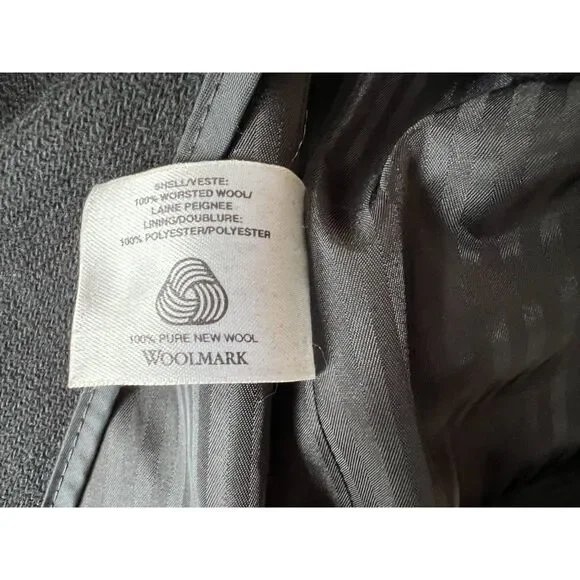 SHELL/VESTE:
100% WORSTED WOOL/
LAINE PEIGNEE
LINING/DOUBLURE:
100% POLYESTER/POLYESTER
100% PURE NEW WOOL
WOOLMARK